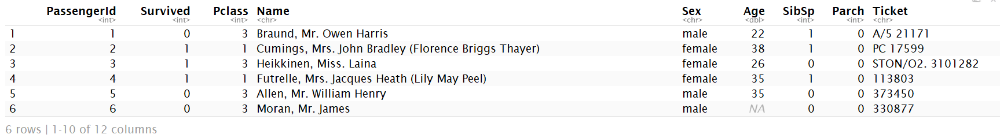 PassengerId Survived Pclass Name Sex Age SibSp Parch Ticket
<int> <int> <int> <chr> <chr> <dbl> <int> <int> <chr>
1 1 0 3 Braund, Mr. Owen Harris male 22 1 0 A/5 21171
2 2 1 1 Cumings, Mrs. John Bradley (Florence Briggs Thayer) female 38 1 0 PC 17599
3 3 1 3 Heikkinen, Miss. Laina female 26 0 0 STON/O2. 3101282
4 4 1 1 Futrelle, Mrs. Jacques Heath (Lily May Peel) female 35 1 0 113803
5 5 0 3 Allen, Mr. William Henry male 35 0 0 373450
6 6 0 3 Moran, Mr. James male NA 0 0 330877
6 rows | 1-10 of 12 columns